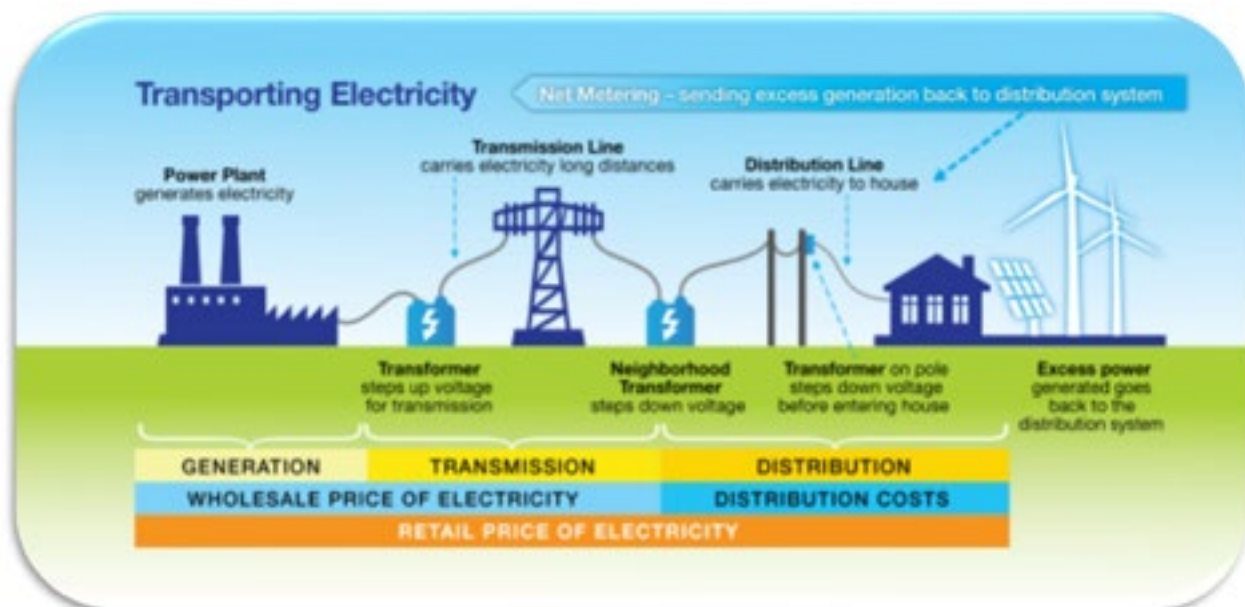 Transporting Electricity
Net Metering – sending excess generation back to distribution system
Power Plant
generates electricity
Transmission Line
carries electricity long distances
Distribution Line
carries electricity to house
Transformer
steps up voltage
for transmission
Neighborhood
Transformer
steps down voltage
Transformer on pole
steps down voltage
before entering house
Excess power
generated goes
back to the
distribution system
GENERATION
TRANSMISSION
DISTRIBUTION
WHOLESALE PRICE OF ELECTRICITY
DISTRIBUTION COSTS
RETAIL PRICE OF ELECTRICITY